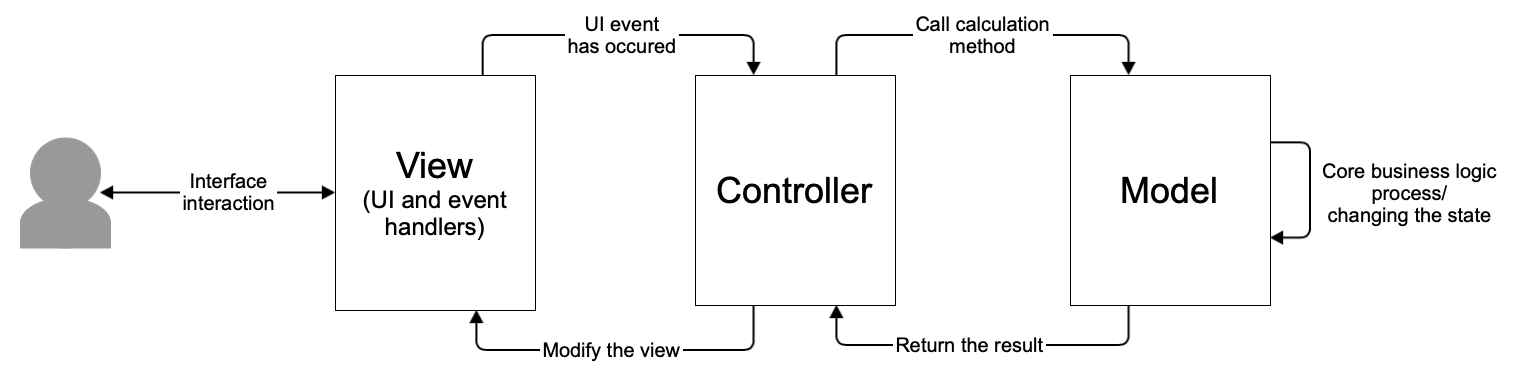 UI event
has occured
Call calculation
method
Interface
interaction
View
(UI and event
handlers)
Controller
Model
Core business logic
process/
changing the state
Modify the view
Return the result